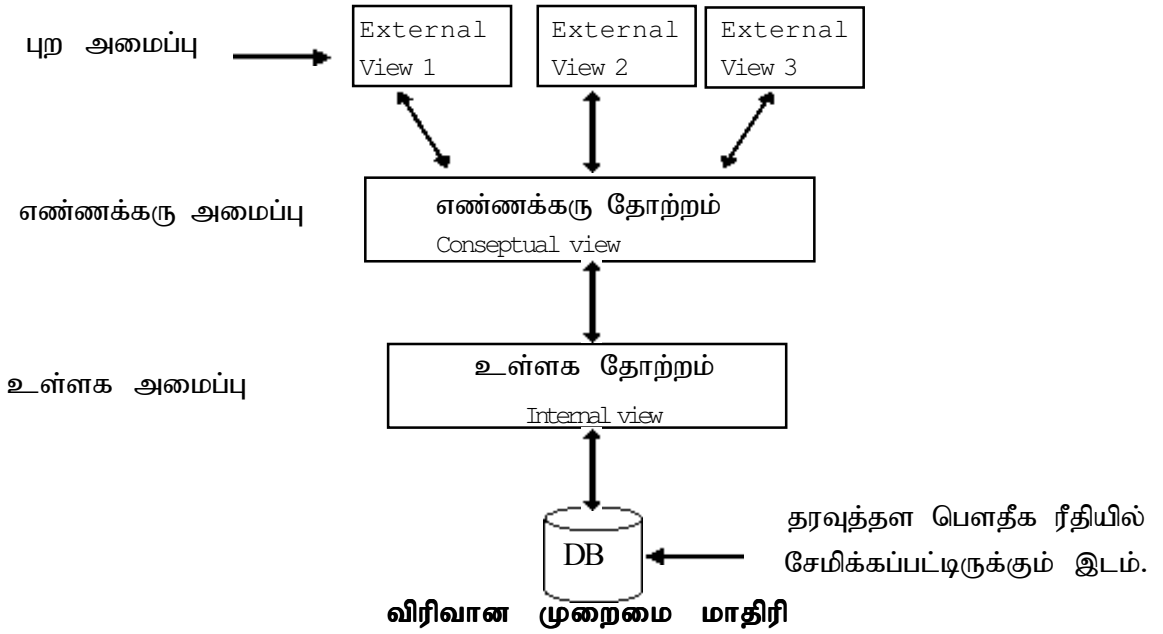 புற அமைப்பு
External
View 1
External
View 2
External
View 3
எண்ணக்கரு அமைப்பு
எண்ணக்கரு தோற்றம்
Conseptual view
உள்ளக அமைப்பு
உள்ளக தோற்றம்
Internal view
DB
தரவுத்தள பௌதீக ரீதியில்
சேமிக்கப்பட்டிருக்கும் இடம்.
விரிவான முறைமை மாதிரி